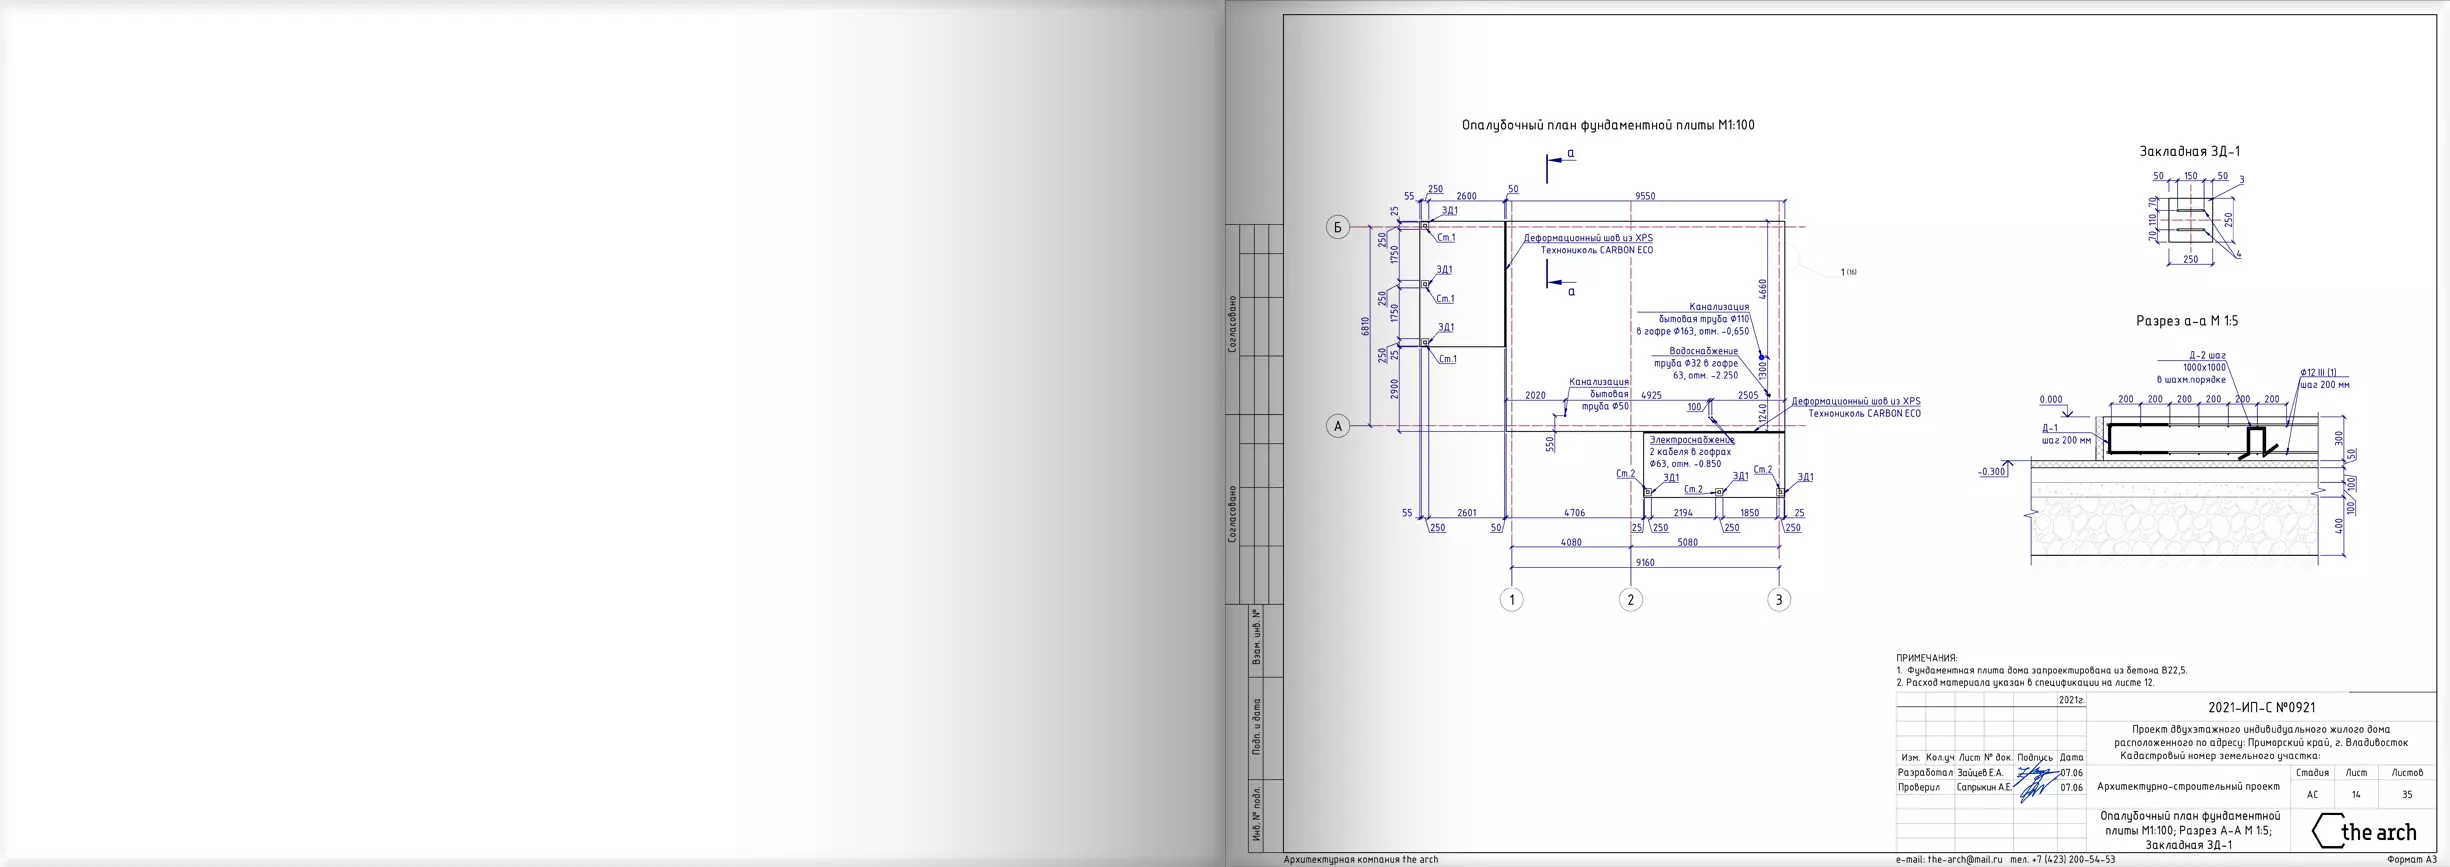 Опалубочный план фундаментной плиты М1:100
а
55
250
2600
50
9550
25
ЗД1
Б
Ст.1
250
1750
Деформационный шов из XPS
Технониколь CARBON ECO
ЗД1
а
1 (16)
Ст.1
250
4660
1750
6810
Канализация
бытовая труба Ф110
в гофре Ф163, отм. -0,650
ЗД1
Ст.1
250
25
Водоснабжение
труба Ф32 в гофре
63, отм. -2.250
1300
2900
Канализация
бытовая
труба Ф50
2020
4925
100
2505
1240
Деформационный шов из XPS
Технониколь CARBON ECO
А
550
Электроснабжение
2 кабеля в гофрах
Ф63, отм. -0.850
Ст.2
ЗД1
Ст.2
ЗД1
Ст.2
ЗД1
55
2601
4706
2194
1850
25
250
50
25
250
250
250
4080
5080
9160
1
2
3
Закладная ЗД-1
50
150
50
3
70
110
70
250
4
250
Разрез а-а М 1:5
Д-2 шаг
1000х1000
в шахм.порядке
Ф12 III (1)
шаг 200 мм
0.000
200
200
200
200
200
200
Д-1
шаг 200 мм
300
50
-0.300
100
100
400
Согласовано
Согласовано
Взам. инв. №
Подп. и дата
Инв. № подл.
ПРИМЕЧАНИЯ:
1. Фундаментная плита дома запроектирована из бетона В22,5.
2. Расход материала указан в спецификации на листе 12.
2021г.
2021-ИП-С №0921
Проект двухэтажного индивидуального жилого дома
расположенного по адресу: Приморский край, г. Владивосток
Кадастровый номер земельного участка:
Изм. Кол.уч Лист № док. Подпись Дата
Разработал Зайцев Е.А. 07.06
Проверил Сапрыкин А.Е. 07.06
Архитектурно-строительный проект
Стадия Лист Листов
АС 14 35
Опалубочный план фундаментной
плиты М1:100; Разрез А-А М 1:5;
Закладная ЗД-1
the arch
Архитектурная компания the arch
e-mail: the-arch@mail.ru тел. +7 (423) 200-54-53
Формат А3